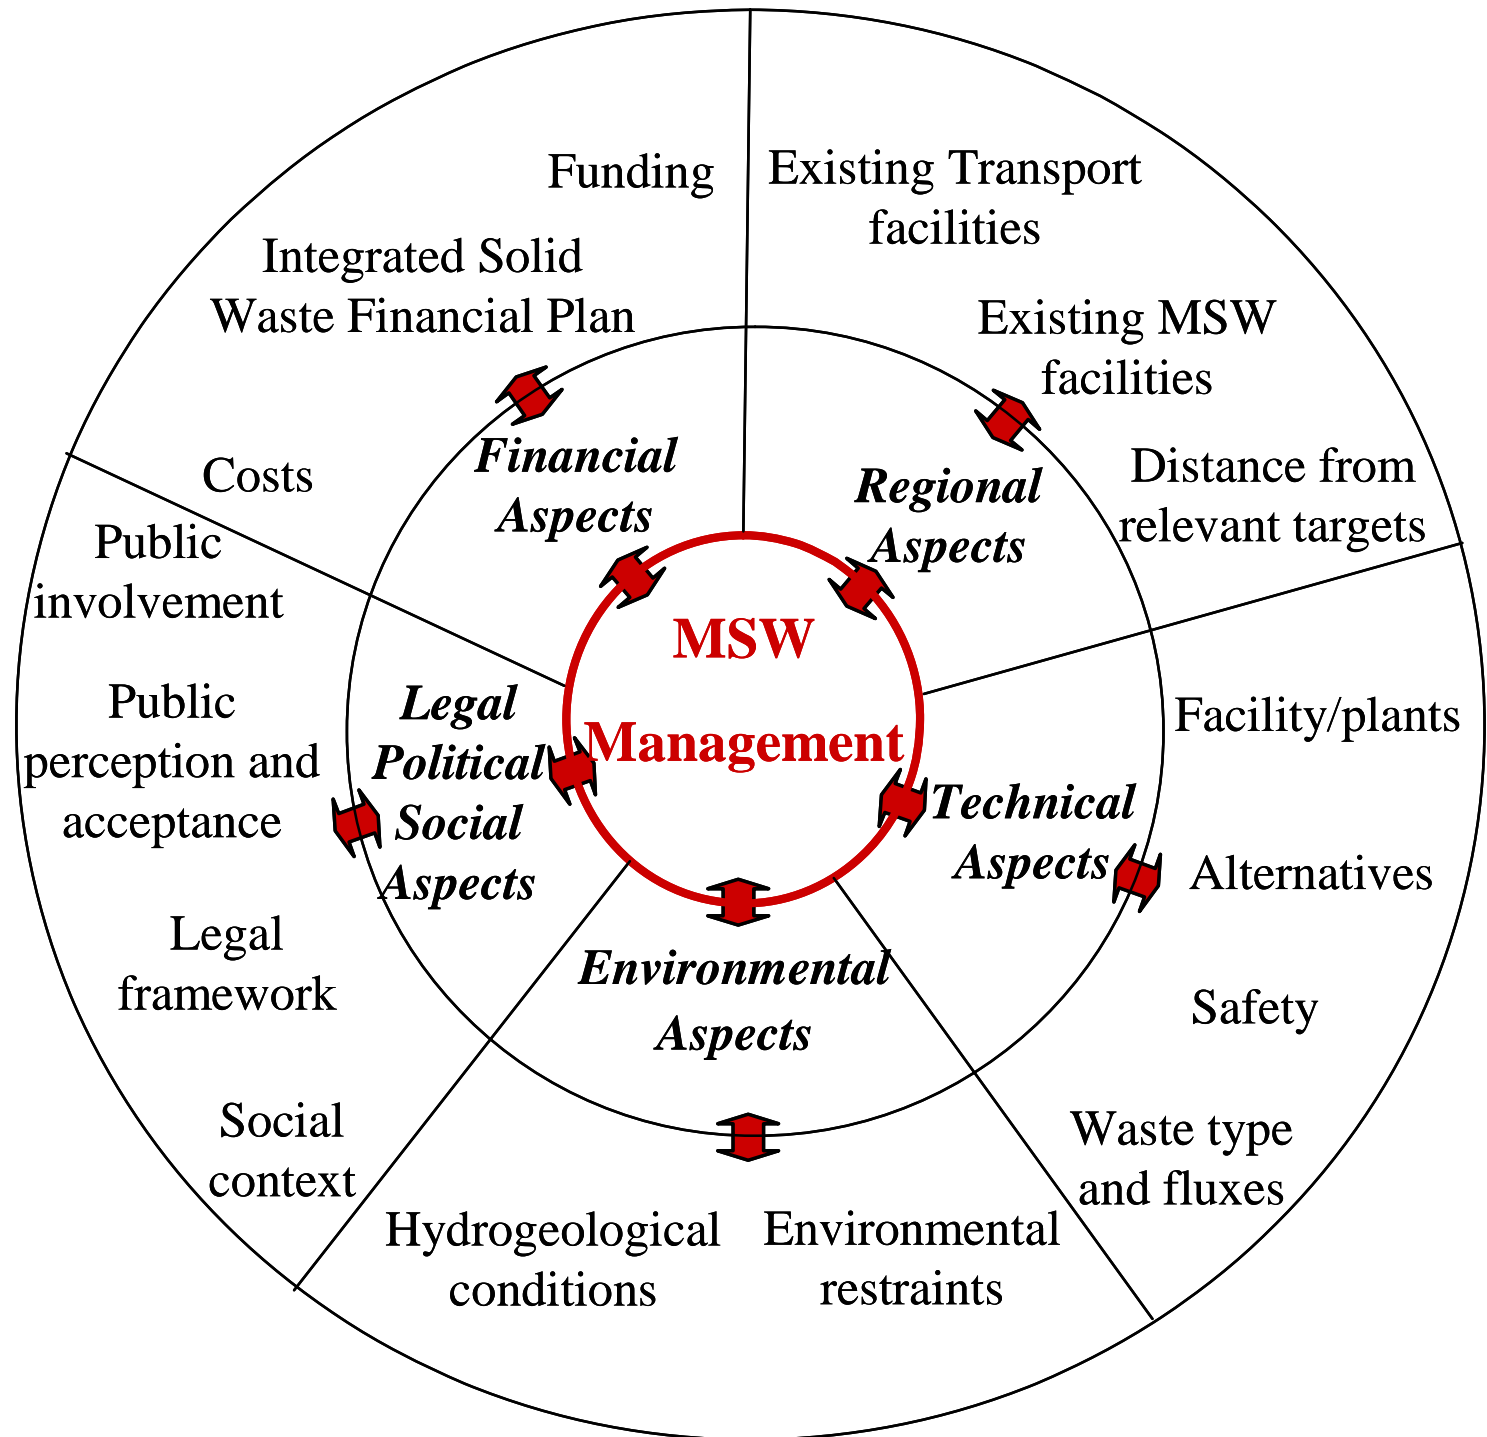 Funding
Integrated Solid
Waste Financial Plan
Costs
Existing Transport
facilities
Existing MSW
facilities
Distance from
relevant targets
Financial
Aspects
Regional
Aspects
MSW
Management
Public
involvement
Public
perception and
acceptance
Legal
framework
Social
context
Legal
Political
Social
Aspects
Technical
Aspects
Facility/plants
Alternatives
Safety
Waste type
and fluxes
Environmental
Aspects
Hydrogeological
conditions
Environmental
restraints